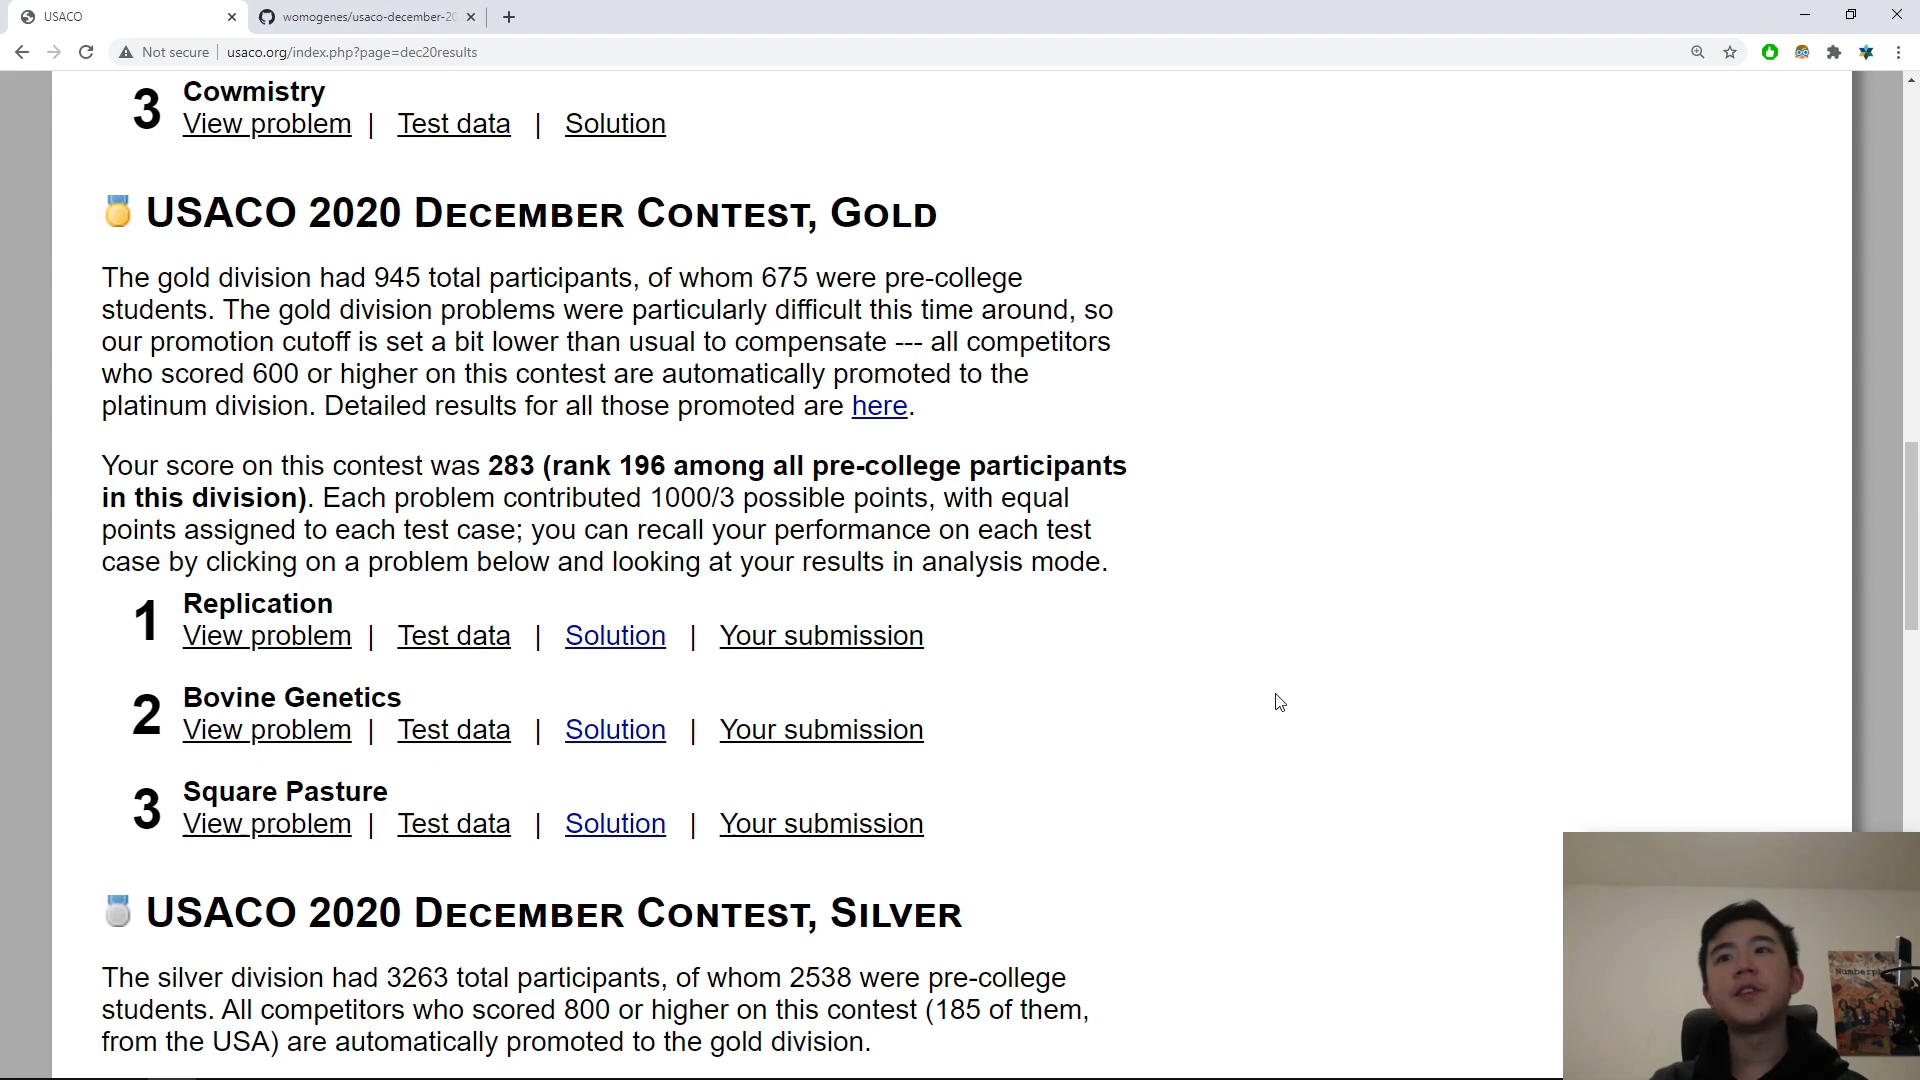 USACO
womogenes/usaco-december-20
Not secure
usaco.org/index.php?page=dec20results
3
Cowmistry
View problem | Test data | Solution
USACO 2020 December Contest, Gold
The gold division had 945 total participants, of whom 675 were pre-college
students. The gold division problems were particularly difficult this time around, so
our promotion cutoff is set a bit lower than usual to compensate --- all competitors
who scored 600 or higher on this contest are automatically promoted to the
platinum division. Detailed results for all those promoted are here.
Your score on this contest was 283 (rank 196 among all pre-college participants
in this division). Each problem contributed 1000/3 possible points, with equal
points assigned to each test case; you can recall your performance on each test
case by clicking on a problem below and looking at your results in analysis mode.
1
Replication
View problem | Test data | Solution | Your submission
2
Bovine Genetics
View problem | Test data | Solution | Your submission
3
Square Pasture
View problem | Test data | Solution | Your submission
USACO 2020 December Contest, Silver
The silver division had 3263 total participants, of whom 2538 were pre-college
students. All competitors who scored 800 or higher on this contest (185 of them,
from the USA) are automatically promoted to the gold division.